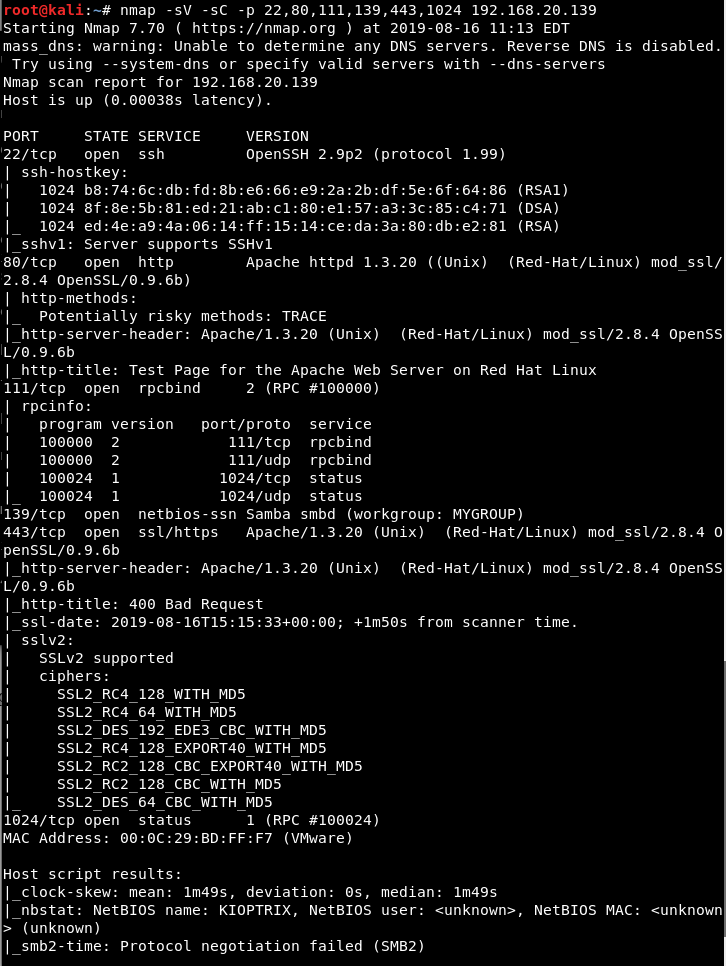 root@kali:~# nmap -sV -sC -p 22,80,111,139,443,1024 192.168.20.139
Starting Nmap 7.70 ( https://nmap.org ) at 2019-08-16 11:13 EDT
mass_dns: warning: Unable to determine any DNS servers. Reverse DNS is disabled.
 Try using --system-dns or specify valid servers with --dns-servers
Nmap scan report for 192.168.20.139
Host is up (0.00038s latency).

PORT     STATE SERVICE     VERSION
22/tcp   open  ssh         OpenSSH 2.9p2 (protocol 1.99)
| ssh-hostkey:
|   1024 b8:74:6c:db:fd:8b:e6:66:e9:2a:2b:df:5e:6f:64:86 (RSA1)
|   1024 8f:8e:5b:81:ed:21:ab:c1:80:e1:57:a3:3c:85:c4:71 (DSA)
|_  1024 ed:4e:a9:4a:06:14:ff:15:14:ce:da:3a:80:db:e2:81 (RSA)
|_sshv1: Server supports SSHv1
80/tcp   open  http        Apache httpd 1.3.20 ((Unix)  (Red-Hat/Linux) mod_ssl/
2.8.4 OpenSSL/0.9.6b)
| http-methods:
|_  Potentially risky methods: TRACE
|_http-server-header: Apache/1.3.20 (Unix)  (Red-Hat/Linux) mod_ssl/2.8.4 OpenSS
L/0.9.6b
|_http-title: Test Page for the Apache Web Server on Red Hat Linux
111/tcp  open  rpcbind     2 (RPC #100000)
| rpcinfo:
|   program version   port/proto  service
|   100000  2            111/tcp  rpcbind
|   100000  2            111/udp  rpcbind
|   100024  1           1024/tcp  status
|_  100024  1           1024/udp  status
139/tcp  open  netbios-ssn Samba smbd (workgroup: MYGROUP)
443/tcp  open  ssl/https   Apache/1.3.20 (Unix)  (Red-Hat/Linux) mod_ssl/2.8.4 O
penSSL/0.9.6b
|_http-server-header: Apache/1.3.20 (Unix)  (Red-Hat/Linux) mod_ssl/2.8.4 OpenSS
L/0.9.6b
|_http-title: 400 Bad Request
|_ssl-date: 2019-08-16T15:15:33+00:00; +1m50s from scanner time.
| sslv2:
|   SSLv2 supported
|   ciphers:
|     SSL2_RC4_128_WITH_MD5
|     SSL2_RC4_64_WITH_MD5
|     SSL2_DES_192_EDE3_CBC_WITH_MD5
|     SSL2_RC4_128_EXPORT40_WITH_MD5
|     SSL2_RC2_128_CBC_EXPORT40_WITH_MD5
|     SSL2_RC2_128_CBC_WITH_MD5
|_    SSL2_DES_64_CBC_WITH_MD5
1024/tcp open  status      1 (RPC #100024)
MAC Address: 00:0C:29:BD:FF:F7 (VMware)

Host script results:
|_clock-skew: mean: 1m49s, deviation: 0s, median: 1m49s
|_nbstat: NetBIOS name: KIOPTRIX, NetBIOS user: <unknown>, NetBIOS MAC: <unknown
> (unknown)
|_smb2-time: Protocol negotiation failed (SMB2)